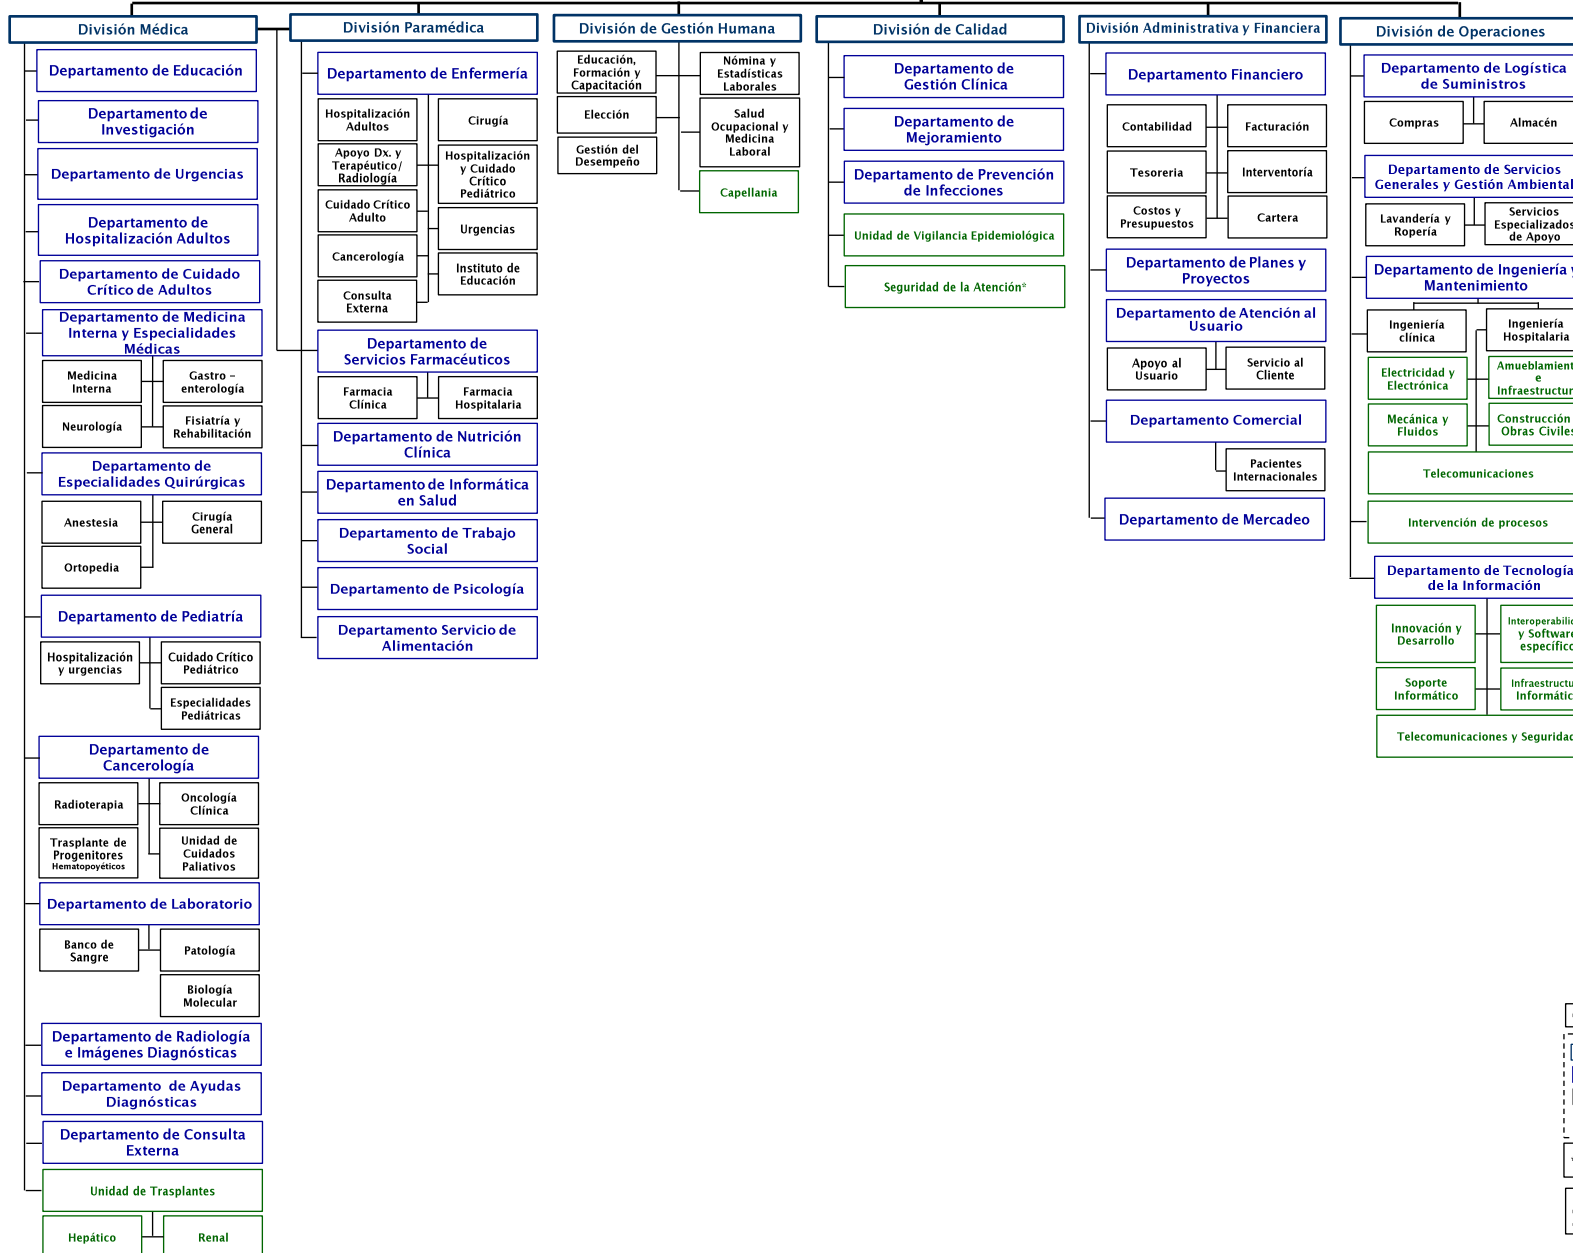 División Médica
Departamento de Educación
Departamento de
Investigación
Departamento de Urgencias
Departamento de
Hospitalización Adultos
Departamento de Cuidado
Crítico de Adultos
Departamento de Medicina
Interna y Especialidades
Médicas
Medicina
Interna
Gastro –
enterología
Neurología
Fisiatría y
Rehabilitación
Departamento de
Especialidades Quirúrgicas
Anestesia
Cirugía
General
Ortopedia
Departamento de Pediatría
Hospitalización
y urgencias
Cuidado Crítico
Pediátrico
Especialidades
Pediátricas
Departamento de
Cancerología
Radioterapia
Oncología
Clínica
Trasplante de
Progenitores
Hematopoyéticos
Unidad de
Cuidados
Paliativos
Departamento de Laboratorio
Banco de
Sangre
Patología
Biología
Molecular
Departamento de Radiología
e Imágenes Diagnósticas
Departamento de Ayudas
Diagnósticas
Departamento de Consulta
Externa
Unidad de Trasplantes
Hepático
Renal
División Paramédica
Departamento de Enfermería
Hospitalización
Adultos
Cirugía
Apoyo Dx. y
Terapéutico/
Radiología
Hospitalización
y Cuidado
Crítico
Pediátrico
Cuidado Crítico
Adulto
Urgencias
Cancerología
Instituto de
Educación
Consulta
Externa
Departamento de
Servicios Farmacéuticos
Farmacia
Clínica
Farmacia
Hospitalaria
Departamento de Nutrición
Clínica
Departamento de Informática
en Salud
Departamento de Trabajo
Social
Departamento de Psicología
Departamento Servicio de
Alimentación
División de Gestión Humana
Educación,
Formación y
Capacitación
Nómina y
Estadísticas
Laborales
Elección
Salud
Ocupacional y
Medicina
Laboral
Gestión del
Desempeño
Capellania
División de Calidad
Departamento de
Gestión Clínica
Departamento de
Mejoramiento
Departamento de Prevención
de Infecciones
Unidad de Vigilancia Epidemiológica
Seguridad de la Atención*
División Administrativa y Financiera
Departamento Financiero
Contabilidad
Facturación
Tesoreria
Interventoría
Costos y
Presupuestos
Cartera
Departamento de Planes y
Proyectos
Departamento de Atención al
Usuario
Apoyo al
Usuario
Servicio al
Cliente
Departamento Comercial
Pacientes
Internacionales
Departamento de Mercadeo
División de Operaciones
Departamento de Logística
de Suministros
Compras
Almacén
Departamento de Servicios
Generales y Gestión Ambiental
Lavandería y
Ropería
Servicios
Especializados
de Apoyo
Departamento de Ingeniería y
Mantenimiento
Ingeniería
clínica
Ingeniería
Hospitalaria
Electricidad y
Electrónica
e
Mecánica y
Fluidos
Construcción
Obras Civiles
Telecomunicaciones
Intervención de procesos
Departamento de Tecnología
de la Información
Innovación y
Desarrollo
y Software
específico
Soporte
Informático
Telecomunicaciones y Seguridad